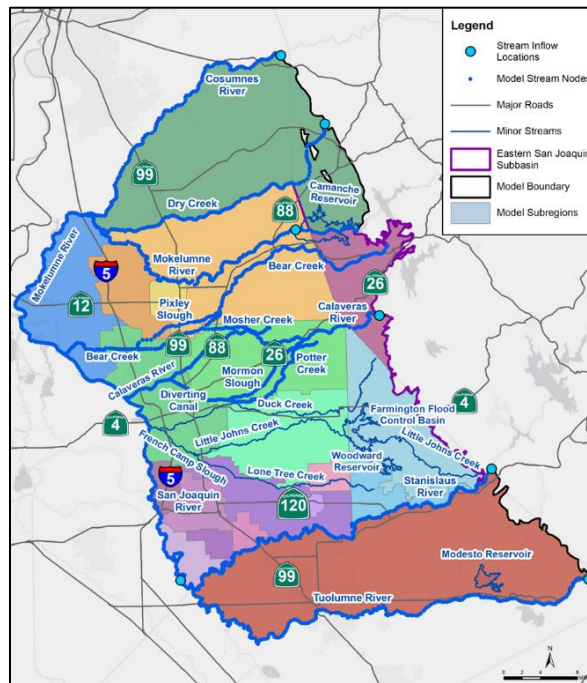 Legend
Stream Inflow
Locations
Model Stream Nodes
Major Roads
Minor Streams
Eastern San Joaquin
Subbasin
Model Boundary
Model Subregions
Cosumnes
River
99
Dry Creek
88
Camanche
Reservoir
Mokelumne River
5
Mokelumne
River
Bear Creek
26
12
Pixley
Slough
Calaveras
River
Mosher Creek
Bear Creek
99
88
26
Potter
Creek
Calaveras River
Mormon
Slough
Diverting
Canal
4
Duck Creek
Farmington Flood
Control Basin
4
Little Johns Creek
Little Johns
Creek
French Camp Slough
Woodward
Reservoir
5
Lone Tree Creek
Stanislaus
River
San Joaquin
River
CALIFORNIA
120
99
Modesto Reservoir
Tuolumne River
N